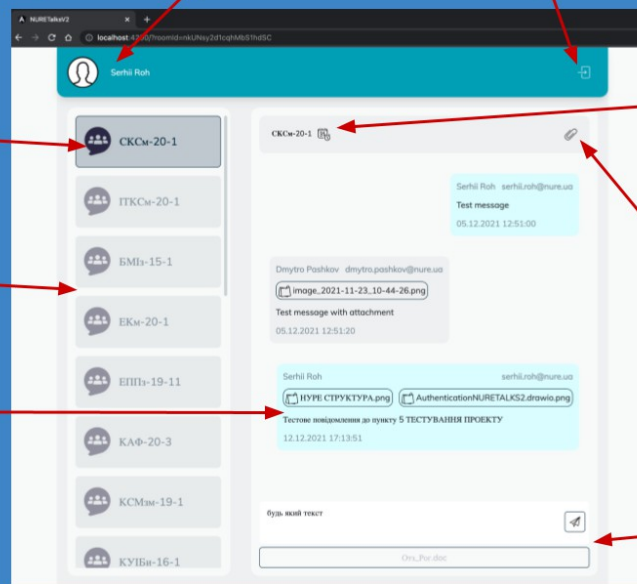 NURETalksV2
localhost:4200/?roomId=nkUNsy2d1cqhMbS1hdSC
Serhii Roh
СКСм-20-1
ІТКСм-20-1
БМІз-15-1
ЕКм-20-1
ЕППз-19-11
КАФ-20-3
КСМзм-19-1
КУІБи-16-1
СКСм-20-1
Serhii Roh serhii.roh@nure.ua
Test message
05.12.2021 12:51:00
Dmytro Pashkov dmytro.pashkov@nure.ua
image_2021-11-23_10-44-26.png
Test message with attachment
05.12.2021 12:51:20
Serhii Roh serhii.roh@nure.ua
НУРЕ СТРУКТУРА.png AuthenticationNURETALKS2.drawio.png
Тестове повідомлення до пункту 5 ТЕСТУВАННЯ ПРОЕКТУ
12.12.2021 17:13:51
будь який текст